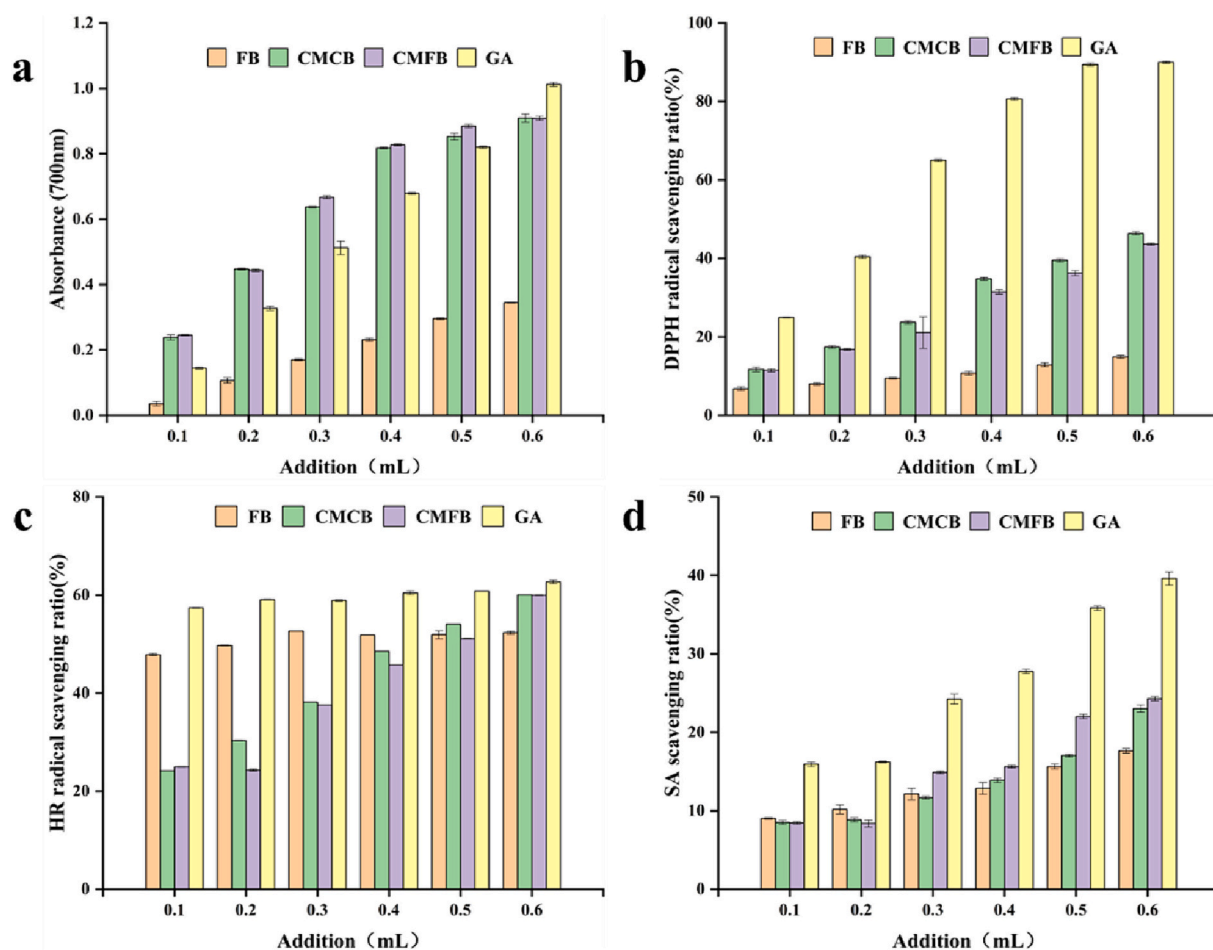 a
FB CMCB CMFB GA
Absorbance (700nm)
1.2
1.0
0.8
0.6
0.4
0.2
0.0
0.1 0.2 0.3 0.4 0.5 0.6
Addition（mL）
b
FB CMCB CMFB GA
DPPH radical scavenging ratio(%)
100
80
60
40
20
0
0.1 0.2 0.3 0.4 0.5 0.6
Addition（mL）
c
FB CMCB CMFB GA
HR radical scavenging ratio(%)
80
60
40
20
0
0.1 0.2 0.3 0.4 0.5 0.6
Addition（mL）
d
FB CMCB CMFB GA
SA scavenging ratio(%)
50
40
30
20
10
0
0.1 0.2 0.3 0.4 0.5 0.6
Addition（mL）